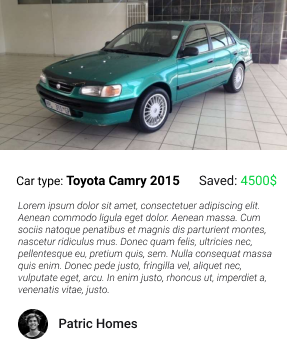 Car type: Toyota Camry 2015 Saved: 4500$
Lorem ipsum dolor sit amet, consectetuer adipiscing elit.
Aenean commodo ligula eget dolor. Aenean massa. Cum
sociis natoque penatibus et magnis dis parturient montes,
nascetur ridiculus mus. Donec quam felis, ultricies nec,
pellentesque eu, pretium quis, sem. Nulla consequat massa
quis enim. Donec pede justo, fringilla vel, aliquet nec,
vulputate eget, arcu. In enim justo, rhoncus ut, imperdiet a,
venenatis vitae, justo.
Patric Homes